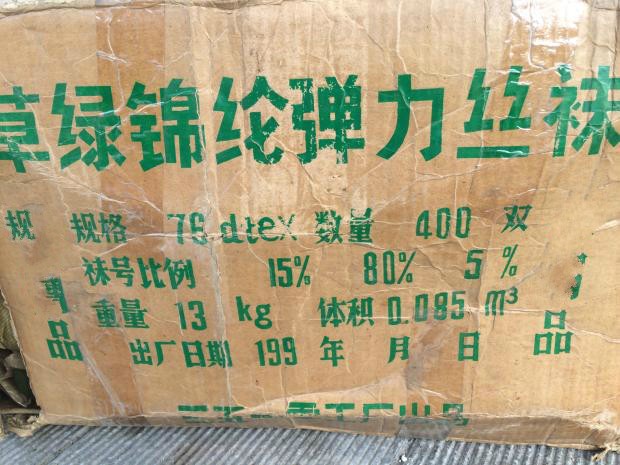 草绿锦纶弹力丝袜
规 规格 76 dtex 数量 400 双
袜号比例 15% 80% 5%
重量 13 kg 体积 0.085 m³
品 出厂日期 199 年 月 日 品